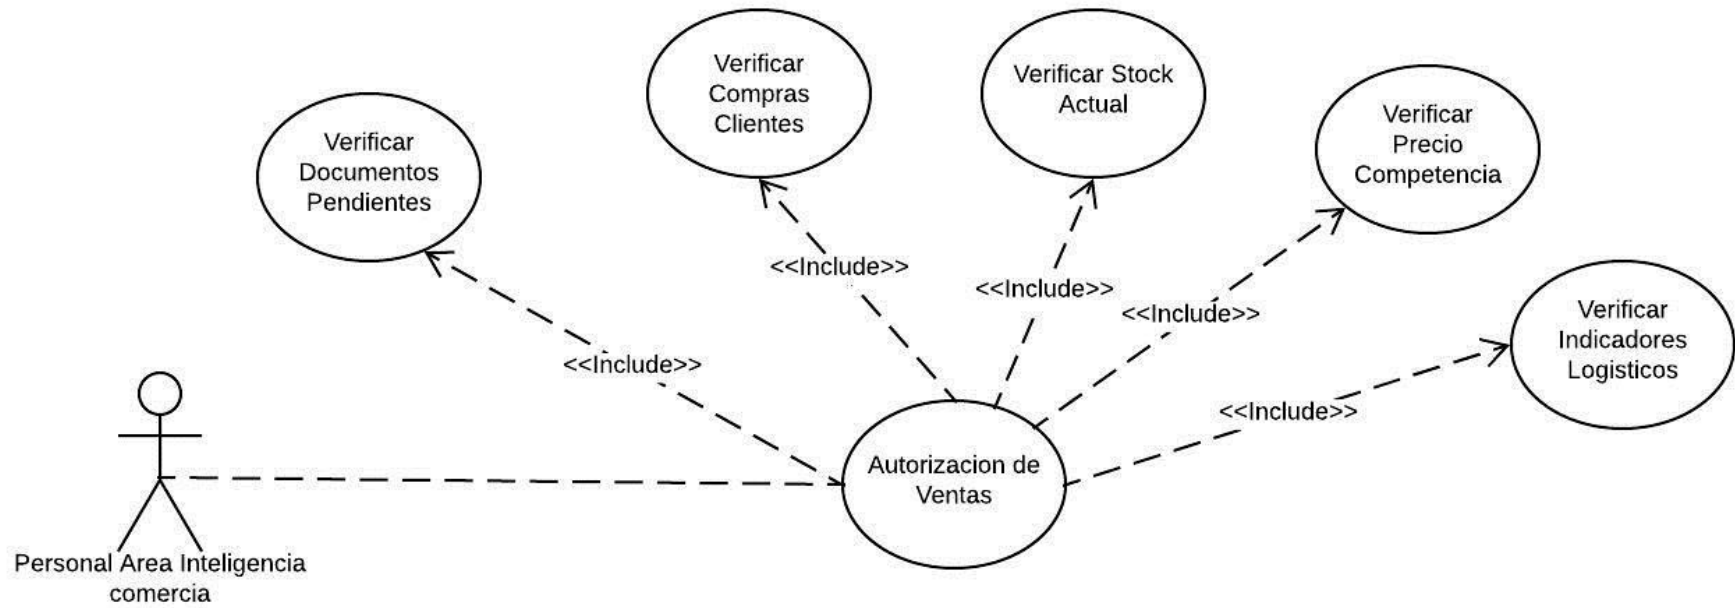 Verificar
Compras
Clientes
Verificar Stock
Actual
Verificar
Precio
Competencia
Verificar
Documentos
Pendientes
<<Include>>
<<Include>>
<<Include>>
<<Include>>
<<Include>>
Verificar
Indicadores
Logisticos
Autorizacion de
Ventas
Personal Area Inteligencia
comercia